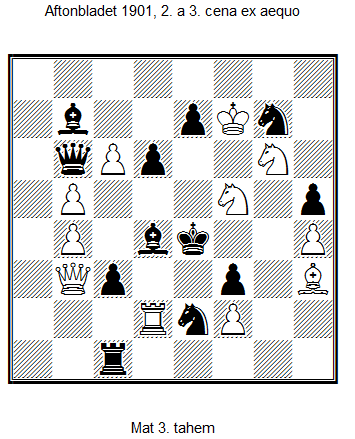 Aftonbladet 1901, 2. a 3. cena ex aequo
Mat 3. tahem